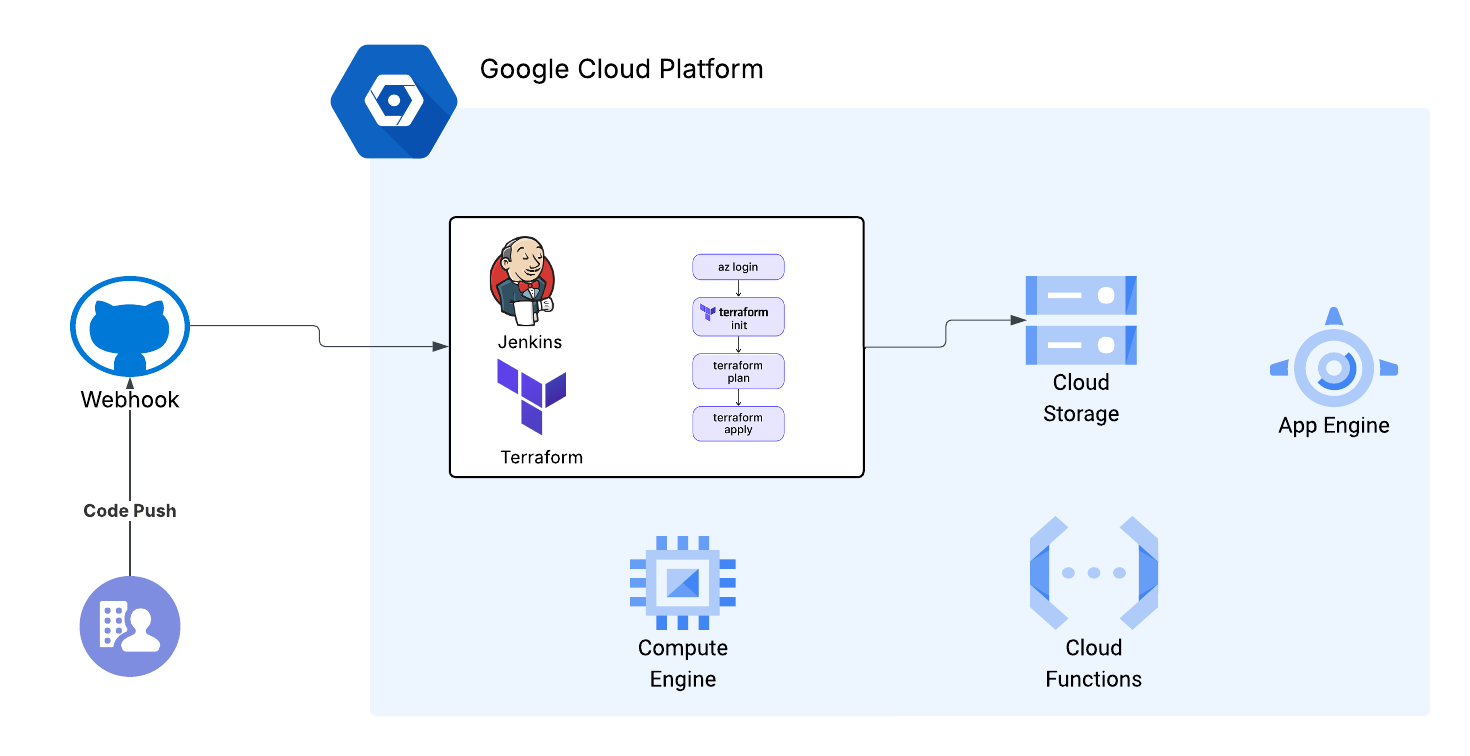 Google Cloud Platform
Webhook
Code Push
Jenkins
Terraform
az login
terraform
init
terraform
plan
terraform
apply
Cloud
Storage
App Engine
Compute
Engine
Cloud
Functions